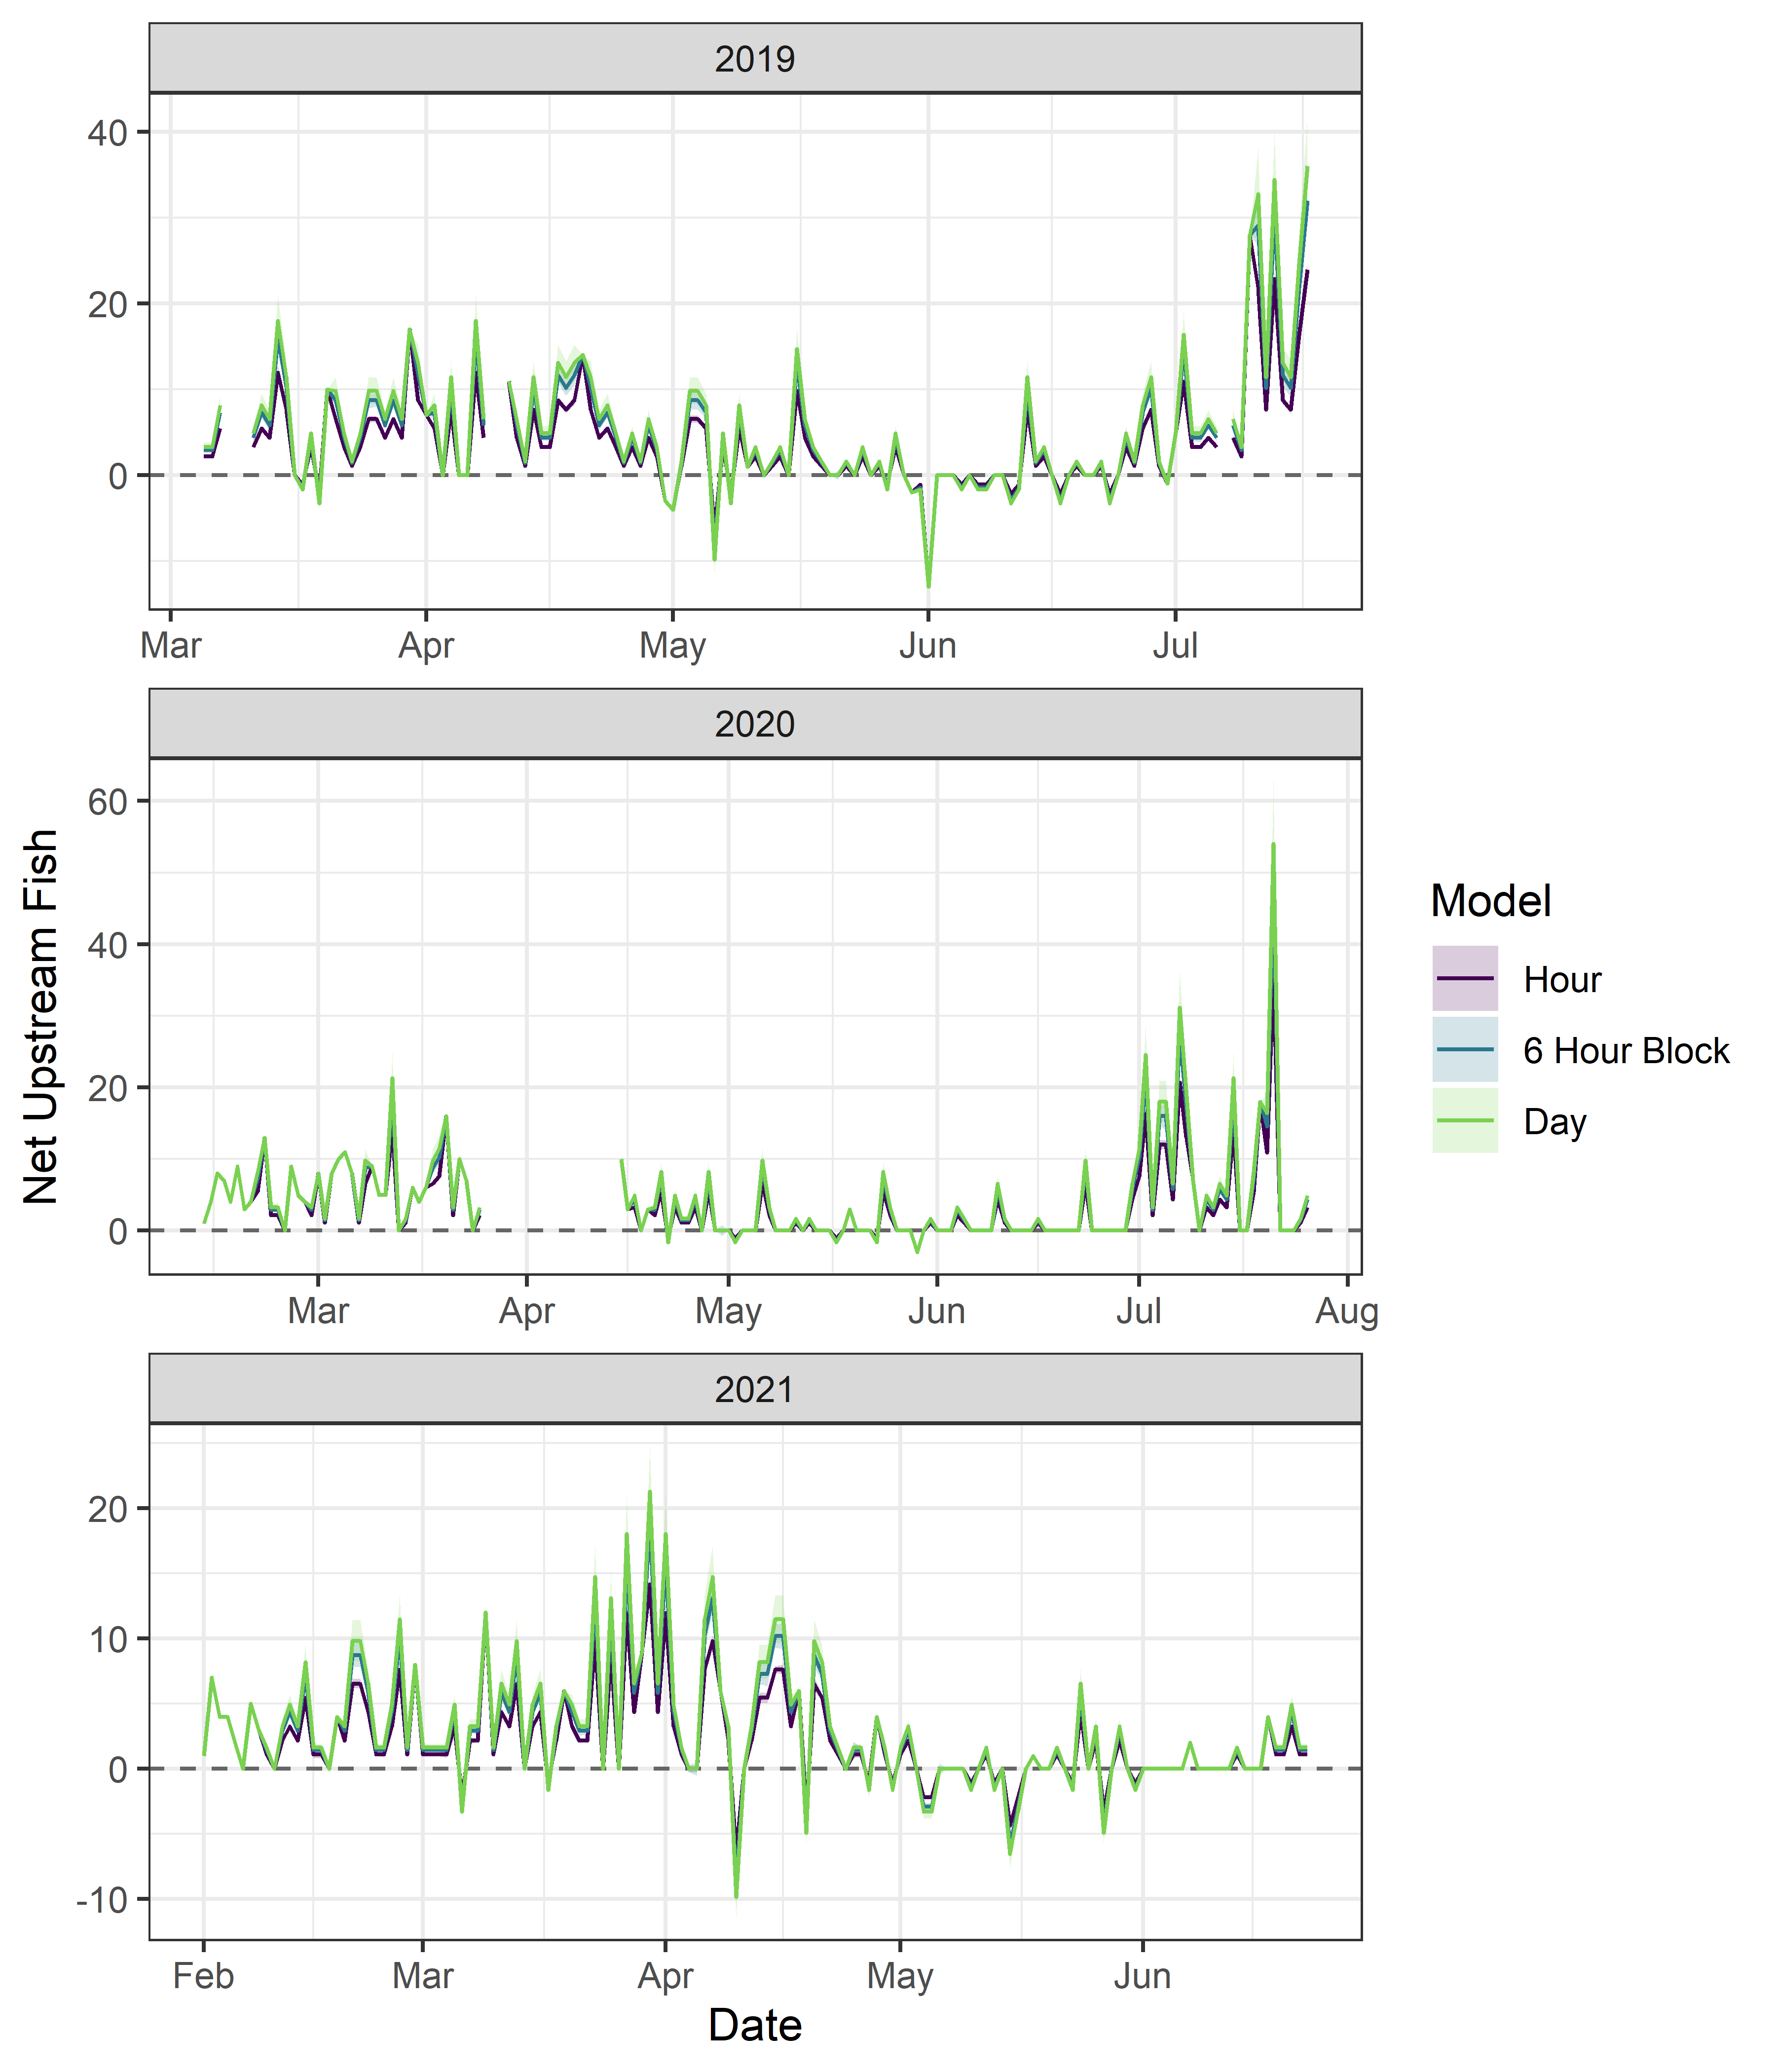 2019
40
20
0
Mar Apr May Jun Jul
2020
60
40
20
0
Mar Apr May Jun Jul Aug
2021
20
10
0
-10
Feb Mar Apr May Jun
Date
Net Upstream Fish
Model
Hour
6 Hour Block
Day